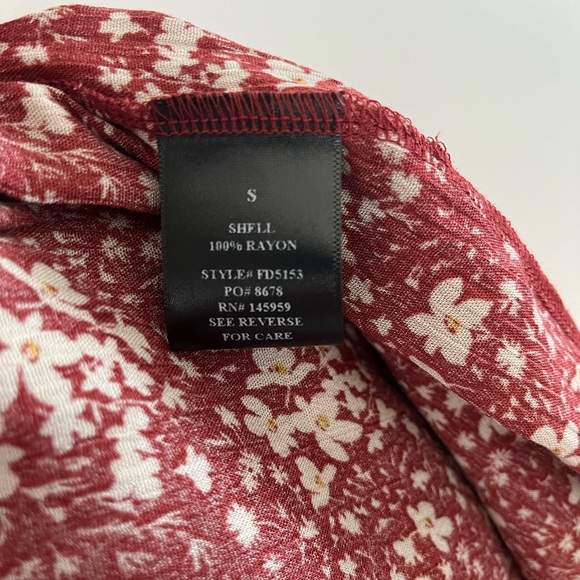 S
SHELL
100% RAYON
STYLE# FD5153
PO# 8678
RN# 145959
SEE REVERSE
FOR CARE